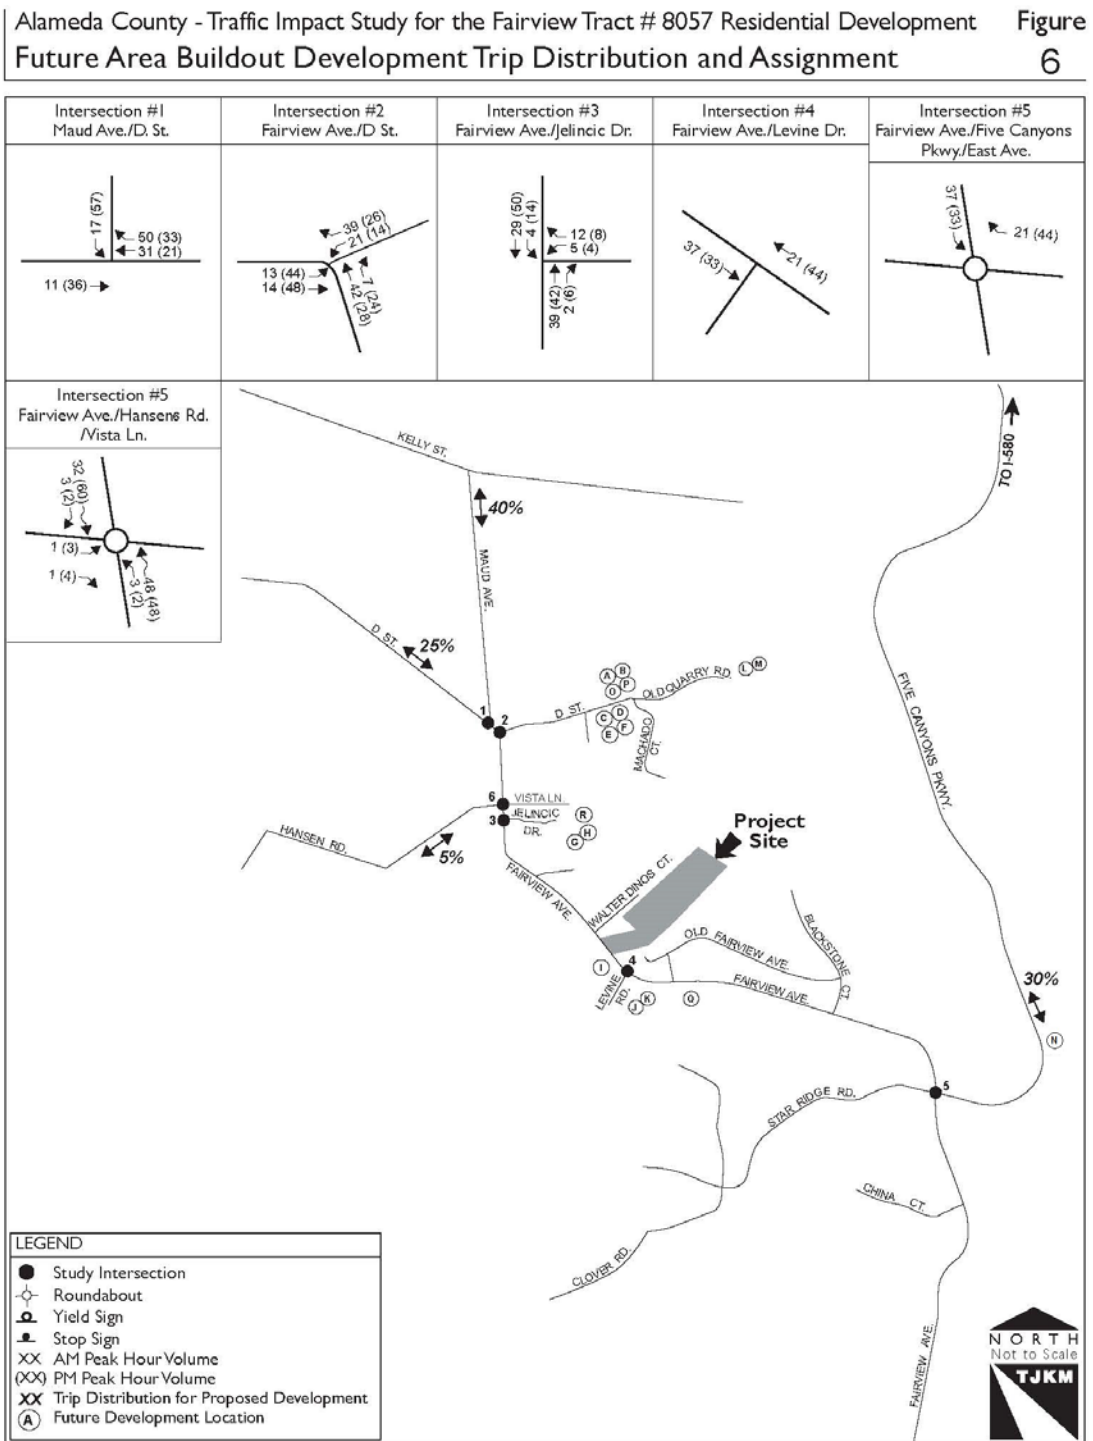 Alameda County - Traffic Impact Study for the Fairview Tract # 8057 Residential Development
Future Area Buildout Development Trip Distribution and Assignment
Figure
6
Intersection #1
Maud Ave./D. St.
17 (57)
50 (33)
31 (21)
11 (36)
Intersection #2
Fairview Ave./D St.
39 (26)
21 (14)
13 (44)
14 (48)
7 (24)
42 (28)
Intersection #3
Fairview Ave./Jelincic Dr.
29 (50)
4 (14)
12 (8)
5 (4)
39 (42)
2 (6)
Intersection #4
Fairview Ave./Levine Dr.
37 (33)
21 (44)
Intersection #5
Fairview Ave./Five Canyons
Pkwy./East Ave.
37 (33)
21 (44)
Intersection #5
Fairview Ave./Hansens Rd.
/Vista Ln.
32 (60)
3 (2)
1 (3)
1 (4)
48 (48)
3 (2)
KELLY ST.
TO I-580
40%
MAUD AVE.
D ST.
25%
1
2
A
B
O
P
L
M
OLD QUARRY RD.
D ST.
C
D
E
F
MACHADO
CT.
FIVE CANYONS PKWY.
6
VISTA LN.
3
JELINCIC
DR.
R
H
G
HANSEN RD.
5%
Project
Site
FAIRVIEW AVE.
WALTER DINOS CT.
BLACKSTONE CT.
OLD FAIRVIEW AVE.
I
4
LEVINE
RD.
J
K
Q
FAIRVIEW AVE.
30%
N
5
STAR RIDGE RD.
CHINA CT.
CLOVER RD.
FAIRVIEW AVE.
LEGEND
Study Intersection
Roundabout
Yield Sign
Stop Sign
XX AM Peak Hour Volume
(XX) PM Peak Hour Volume
XX Trip Distribution for Proposed Development
A Future Development Location
NORTH
Not to Scale
TJKM